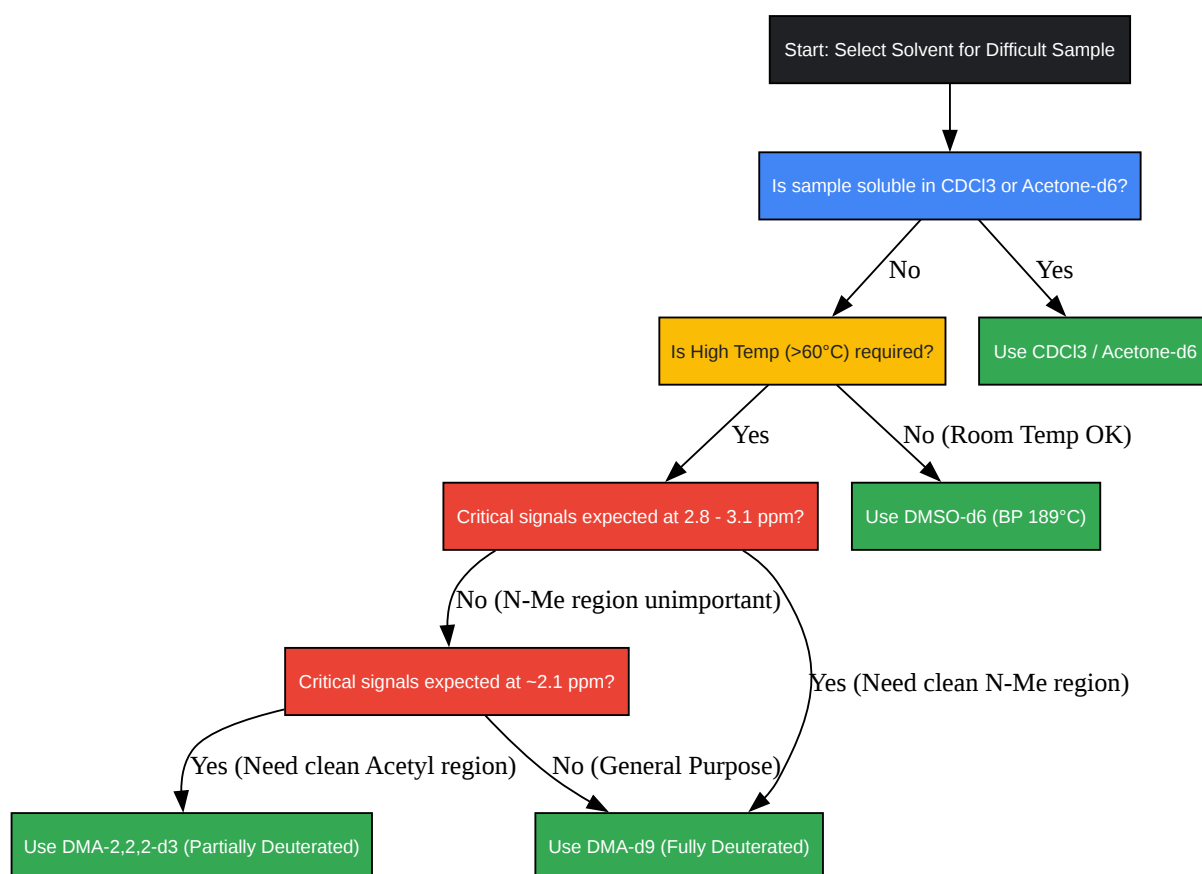 Start: Select Solvent for Difficult Sample
Is sample soluble in CDCl3 or Acetone-d6?
No
Yes
Is High Temp (>60°C) required?
Use CDCl3 / Acetone-d6
Yes
No (Room Temp OK)
Critical signals expected at 2.8 - 3.1 ppm?
Use DMSO-d6 (BP 189°C)
No (N-Me region unimportant)
Critical signals expected at ~2.1 ppm?
Yes (Need clean N-Me region)
Yes (Need clean Acetyl region)
No (General Purpose)
Use DMA-2,2,2-d3 (Partially Deuterated)
Use DMA-d9 (Fully Deuterated)